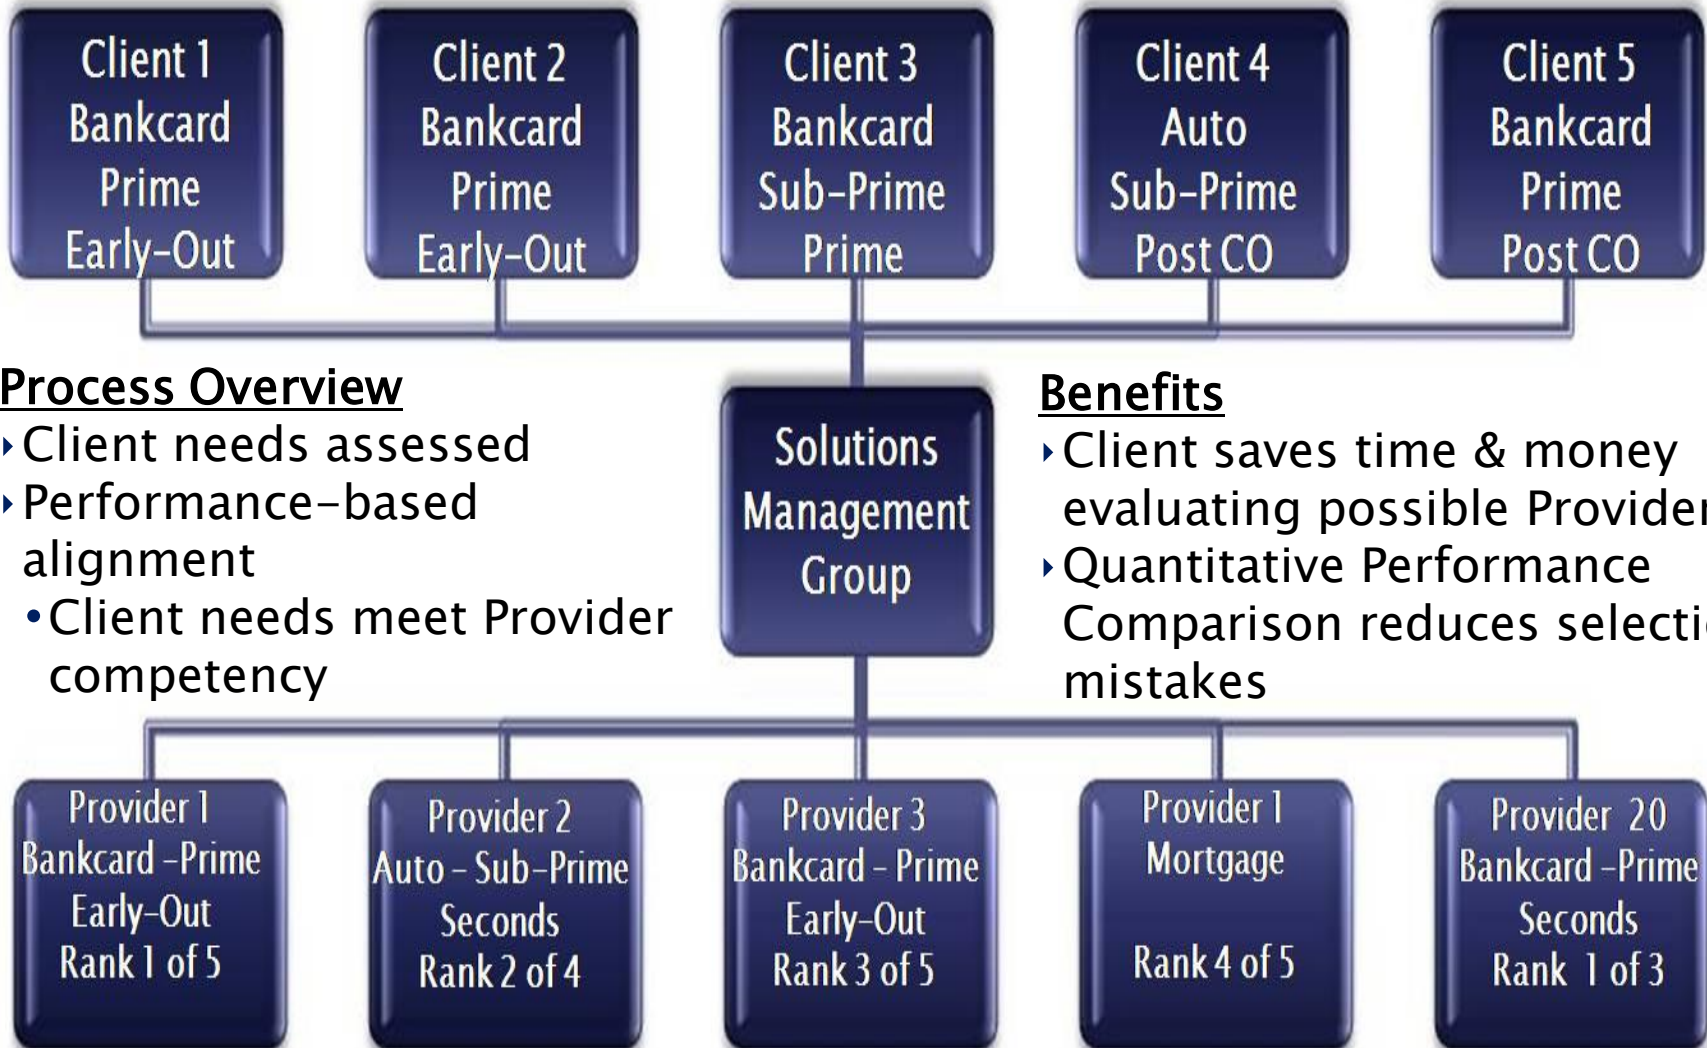 Client 1
Bankcard
Prime
Early-Out
Client 2
Bankcard
Prime
Early-Out
Client 3
Bankcard
Sub-Prime
Prime
Client 4
Auto
Sub-Prime
Post CO
Client 5
Bankcard
Prime
Post CO
Process Overview
Client needs assessed
Performance-based
alignment
Client needs meet Provider
competency
Solutions
Management
Group
Benefits
Client saves time & money
evaluating possible
Quantitative Performance
Comparison reduces
mistakes
Provider 1
Bankcard -Prime
Early-Out
Rank 1 of 5
Provider 2
Auto - Sub-Prime
Seconds
Rank 2 of 4
Provider 3
Bankcard - Prime
Early-Out
Rank 3 of 5
Provider 1
Mortgage
Rank 4 of 5
Provider 20
Bankcard -Prime
Seconds
Rank 1 of 3